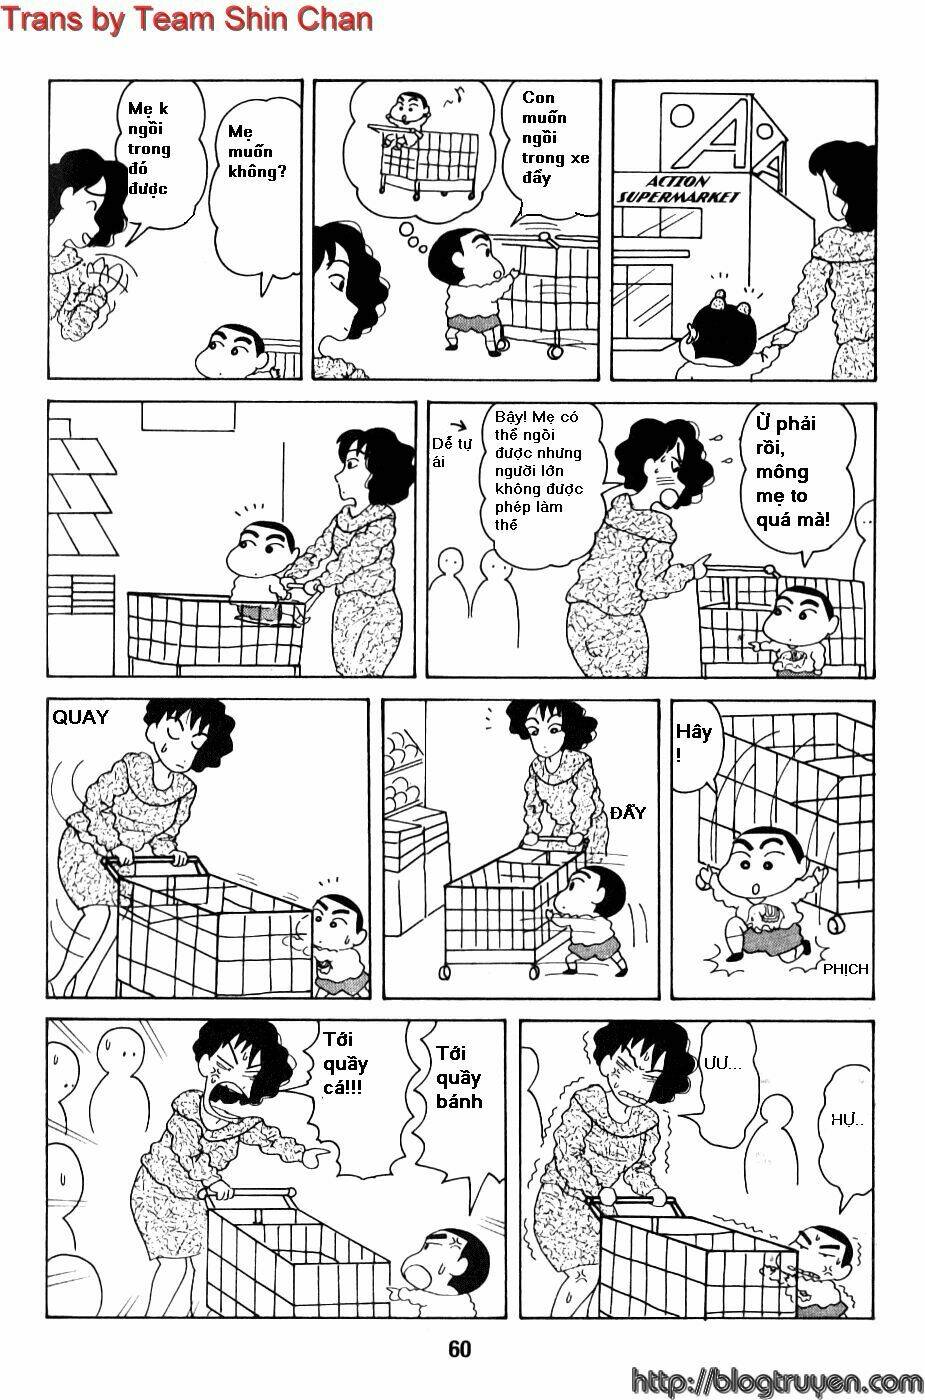 Trans by Team Shin Chan
A
A
ACTION
SUPERMARKET
Con
muốn
ngồi
trong xe
đẩy
Mẹ
muốn
không?
Mẹ k
ngồi
trong
đó
được
Ừ phải
rồi,
mông
mẹ to
quá mà!
Bậy! Mẹ có
thể ngồi
được nhưng
người lớn
không được
phép làm
thế
Dễ tự
ái
Hây
!
PHỊCH
ĐẨY
QUAY
HỰ..
ƯƯ...
Tới
quầy
bánh
Tới
quầy
cá!!!
60
http://blogtruyen.com